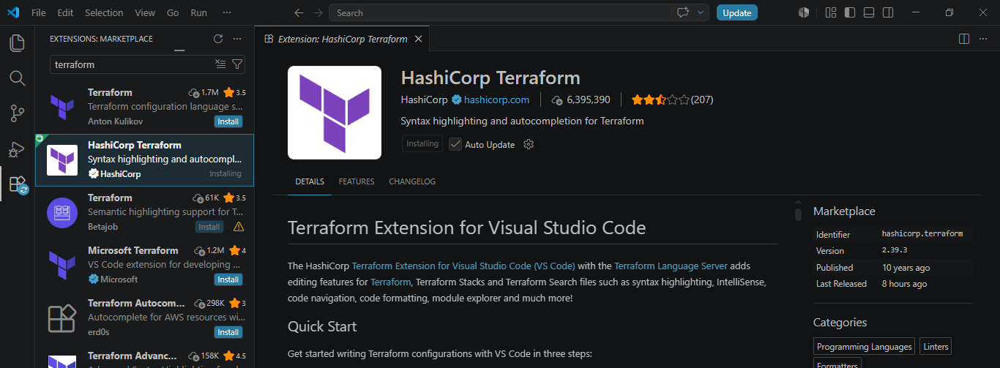 File Edit Selection View Go Run ··· Search Update
EXTENSIONS: MARKETPLACE
Extension: HashiCorp Terraform
terraform
Terraform 1.7M 3.5
Terraform configuration language s...
Anton Kulikov Install
HashiCorp Terraform
Syntax highlighting and autocompl...
HashiCorp Installing
Terraform 61K 3.5
Semantic highlighting support for T...
Betajob Install
Microsoft Terraform 1.2M 4
VS Code extension for developing ...
Microsoft Install
Terraform Autocom... 298K 3
Autocomplete for AWS resources wi...
erd0s Install
Terraform Advanc... 158K 4.5
HashiCorp Terraform
HashiCorp hashicorp.com 6,395,390 (207)
Syntax highlighting and autocompletion for Terraform
Installing Auto Update
DETAILS FEATURES CHANGELOG
Terraform Extension for Visual Studio Code
The HashiCorp Terraform Extension for Visual Studio Code (VS Code) with the Terraform Language Server adds
editing features for Terraform, Terraform Stacks and Terraform Search files such as syntax highlighting, IntelliSense,
code navigation, code formatting, module explorer and much more!
Quick Start
Get started writing Terraform configurations with VS Code in three steps:
Marketplace
Identifier hashicorp.terraform
Version 2.39.3
Published 10 years ago
Last Released 8 hours ago
Categories
Programming Languages Linters
Formatters